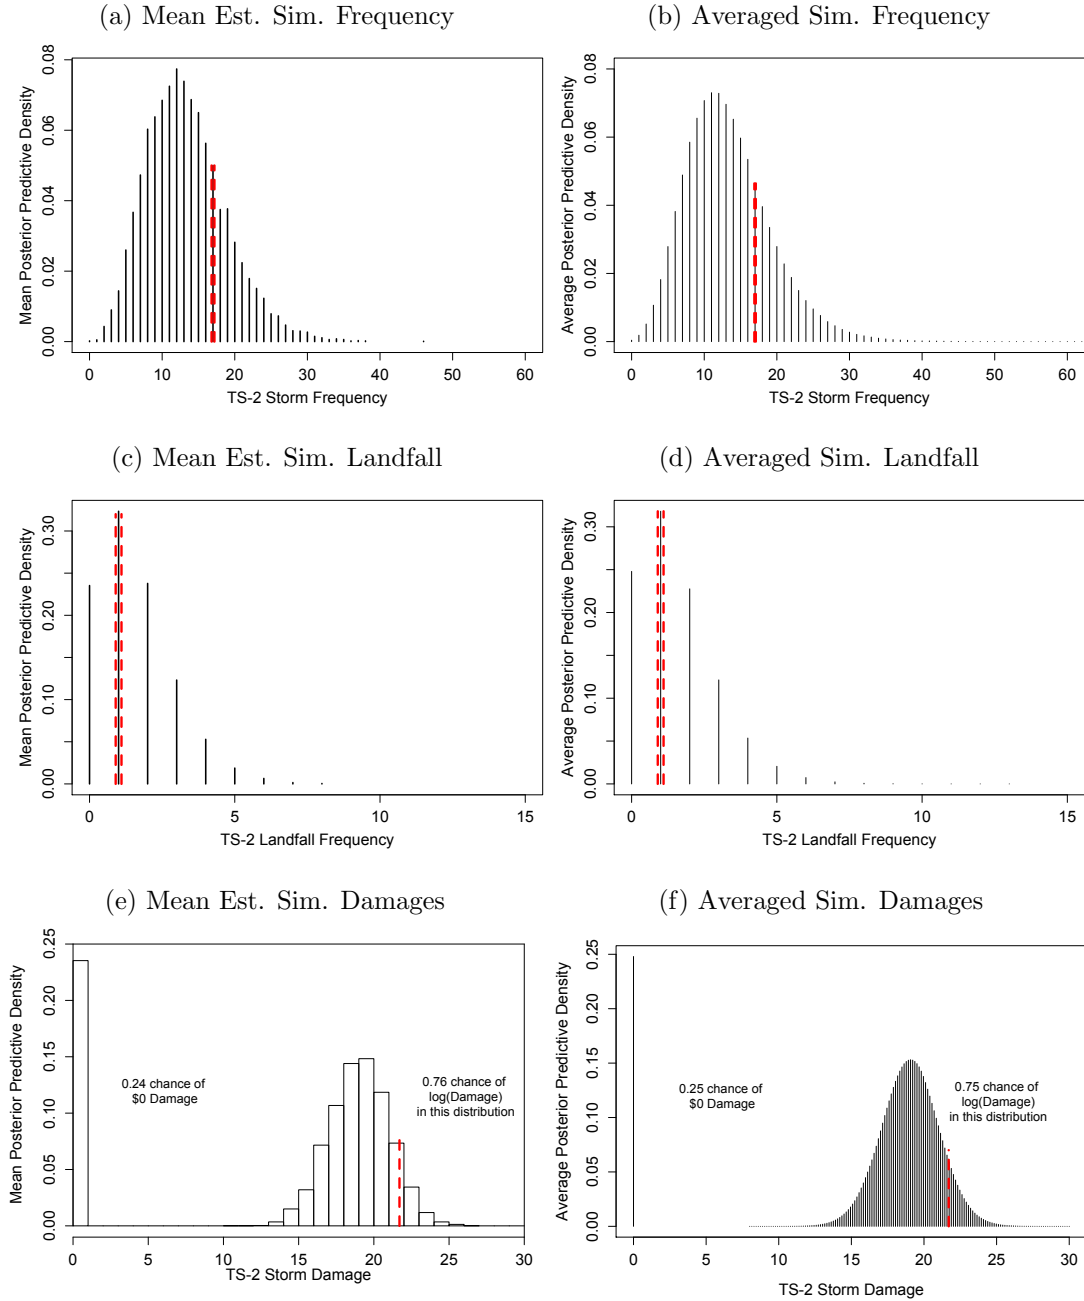 (a) Mean Est. Sim. Frequency
Mean Posterior Predictive Density
0.00
0.02
0.04
0.06
0.08
0
10
20
30
40
50
60
TS-2 Storm Frequency
(b) Averaged Sim. Frequency
Average Posterior Predictive Density
0.00
0.02
0.04
0.06
0.08
0
10
20
30
40
50
60
TS-2 Storm Frequency
(c) Mean Est. Sim. Landfall
Mean Posterior Predictive Density
0.00
0.10
0.20
0.30
0
5
10
15
TS-2 Landfall Frequency
(d) Averaged Sim. Landfall
Average Posterior Predictive Density
0.00
0.10
0.20
0.30
0
5
10
15
TS-2 Landfall Frequency
(e) Mean Est. Sim. Damages
Mean Posterior Predictive Density
0.00
0.05
0.10
0.15
0.20
0.25
0.24 chance of
$0 Damage
0.76 chance of
log(Damage)
in this distribution
0
5
10
15
20
25
30
TS-2 Storm Damage
(f) Averaged Sim. Damages
Average Posterior Predictive Density
0.00
0.05
0.10
0.15
0.20
0.25
0.25 chance of
$0 Damage
0.75 chance of
log(Damage)
in this distribution
0
5
10
15
20
25
30
TS-2 Storm Damage